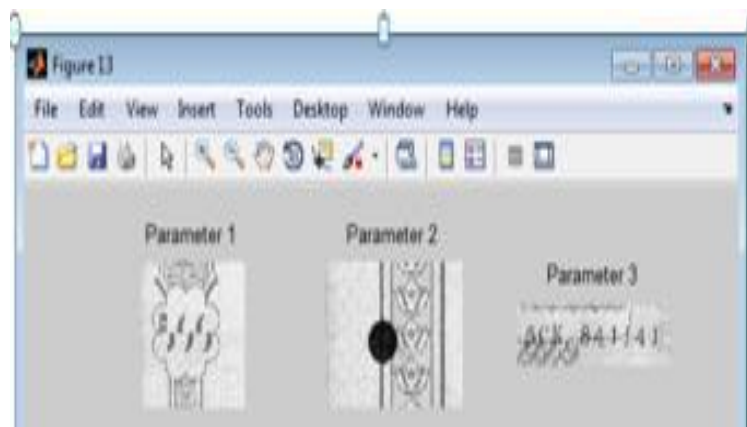 Figure 13
File Edit View Insert Tools Desktop Window Help
Parameter 1
Parameter 2
Parameter 3